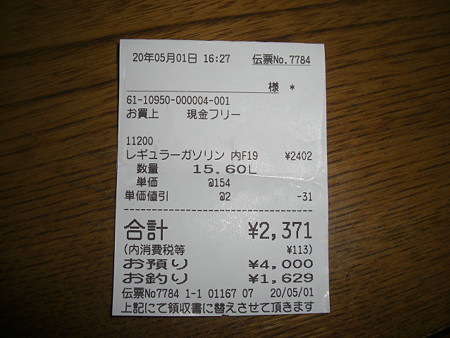 20年05月01日 16:27 伝票No.7784
様 *
61-10950-000004-001
お買上 現金フリー
11200
レギュラーガソリン 内F19 ¥2402
数量 15.60L
単価 @154
単価値引 @2 -31
合計 ¥2,371
(内消費税等 ¥113)
お預り ¥4,000
お釣り ¥1,629
伝票No7784 1-1 01167 07 20/05/01
上記にて領収書に替えさせて頂きます